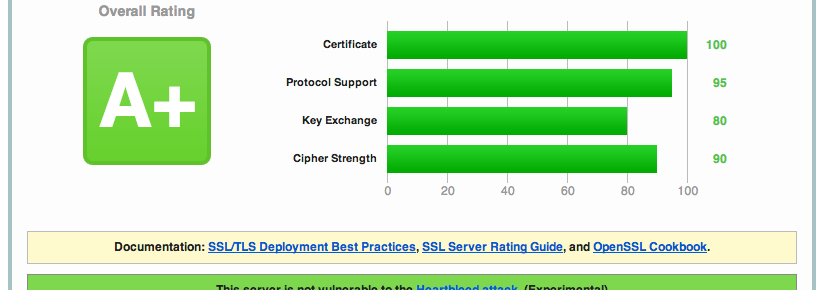 Overall Rating
A+
Certificate 100
Protocol Support 95
Key Exchange 80
Cipher Strength 90
0 20 40 60 80 100
Documentation: SSL/TLS Deployment Best Practices, SSL Server Rating Guide, and OpenSSL Cookbook.
This server is not vulnerable to the Heartbleed attack. (Experimental)